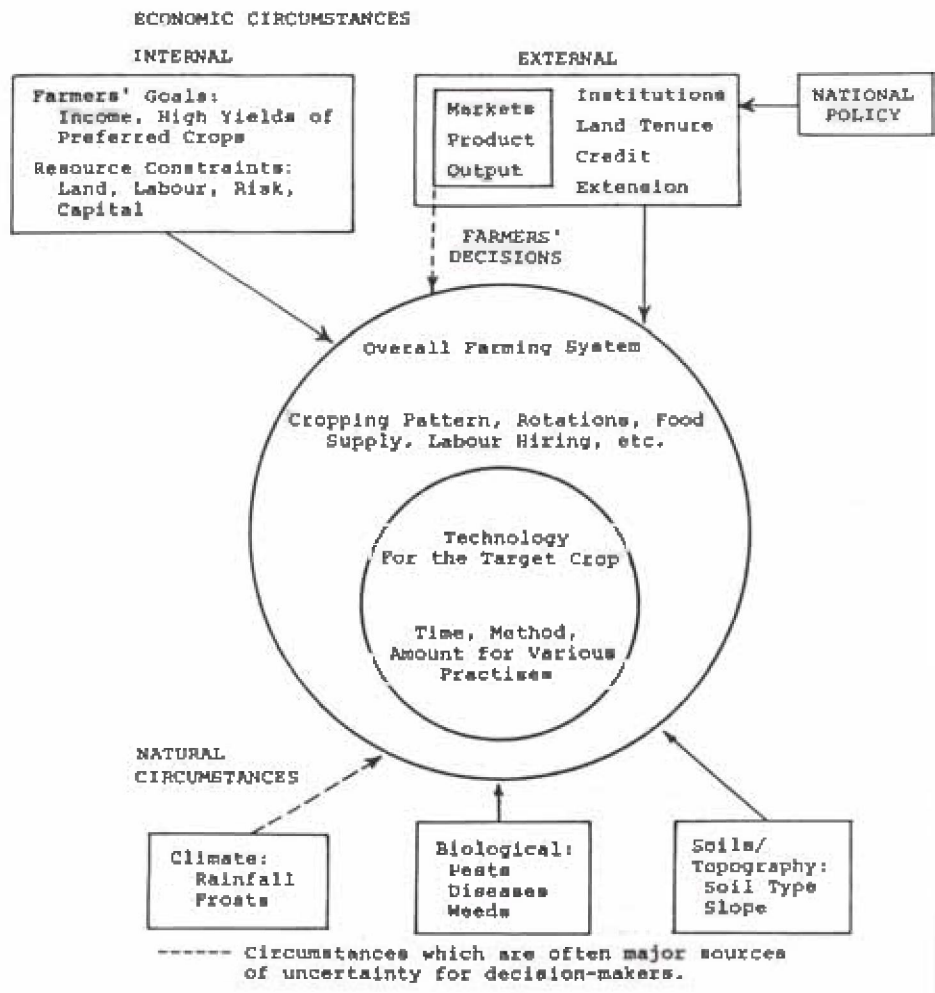 ECONOMIC CIRCUMSTANCES
INTERNAL
Farmers' Goals:
Income, High Yields of
Preferred Crops
Resource Constraints:
Land, Labour, Risk,
Capital
EXTERNAL
Markets
Product
Output
Institutions
Land Tenure
Credit
Extension
NATIONAL
POLICY
FARMERS'
DECISIONS
Overall Farming System
Cropping Pattern, Rotations, Food
Supply, Labour Hiring, etc.
Technology
For the Target Crop
Time, Method,
Amount for Various
Practises
NATURAL
CIRCUMSTANCES
Climate:
Rainfall
Frosts
Biological:
Pests
Diseases
Weeds
Soils/
Topography:
Soil Type
Slope
Circumstances which are often major sources
of uncertainty for decision-makers.